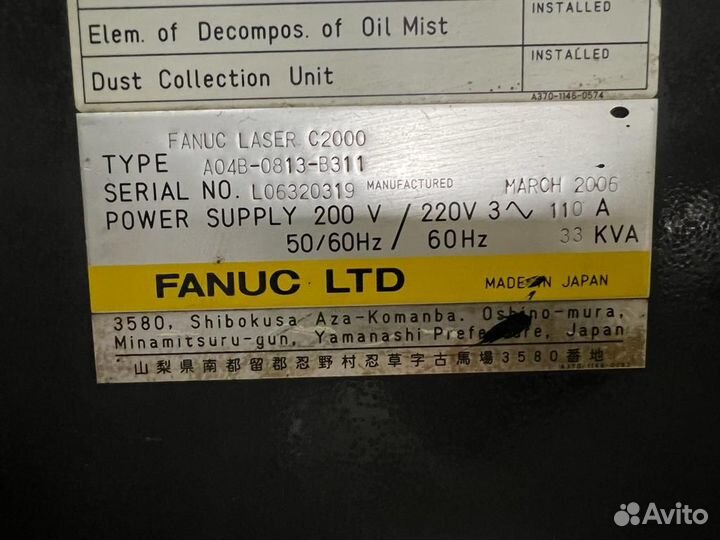 INSTALLED
Elem. of Decompos. of Oil Mist
INSTALLED
Dust Collection Unit
A370-1146-0574
FANUC LASER C2000
TYPE A04B-0813-B311
SERIAL NO. L06320319 MANUFACTURED MARCH 2006
POWER SUPPLY 200 V / 220V 3~ 110 A
50/60Hz / 60Hz 33 KVA
FANUC LTD MADE IN JAPAN
3580, Shibokusa Aza-Komanba. Oshino-mura,
Minamitsuru-gun, Yamanashi Prefecture, Japan
山梨県南都留郡忍野村忍草字古馬場3580番地
Avito